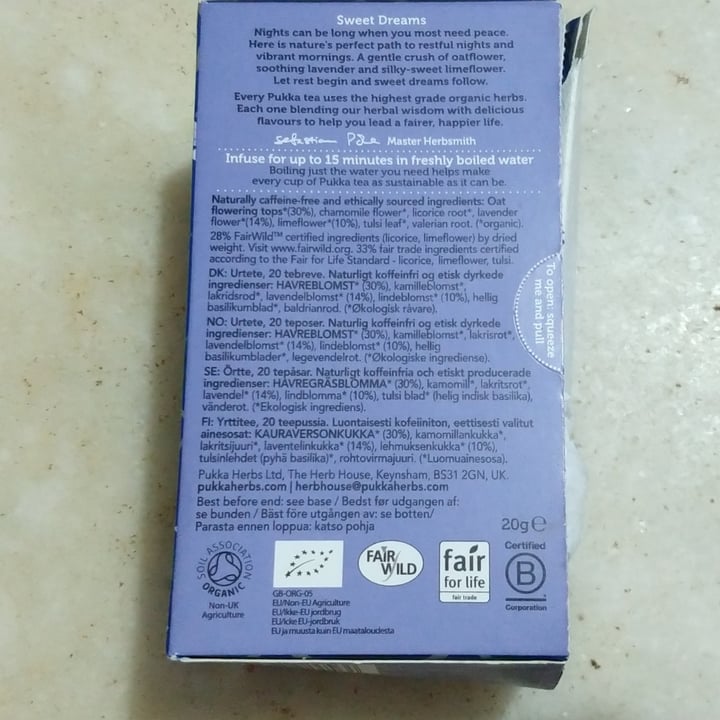 Sweet Dreams
Nights can be long when you most need peace.
Here is nature's perfect path to restful nights and
vibrant mornings. A gentle crush of oatflower,
soothing lavender and silky-sweet limeflower.
Let rest begin and sweet dreams follow.
Every Pukka tea uses the highest grade organic herbs.
Each one blending our herbal wisdom with delicious
flavours to help you lead a fairer, happier life.
Master Herbsmith
Infuse for up to 15 minutes in freshly boiled water
Boiling just the water you need helps make
every cup of Pukka tea as sustainable as it can be.
Naturally caffeine-free and ethically sourced ingredients: Oat
flowering tops*(30%), chamomile flower*, licorice root*, lavender
flower*(14%), limeflower*(10%), tulsi leaf*, valerian root. (*organic).
28% FairWild™ certified ingredients (licorice, limeflower) by dried
weight. Visit www.fairwild.org. 33% fair trade ingredients certified
according to the Fair for Life Standard - licorice, limeflower, tulsi.
DK: Urtete, 20 tebreve. Naturligt koffeinfri og etisk dyrkede
ingredienser: HAVREBLOMST* (30%), kamilleblomst*,
lakridsrod*, lavendelblomst* (14%), lindeblomst* (10%), hellig
basilikumblad*, baldrianrod. (*Økologisk råvare).
NO: Urtete, 20 teposer. Naturlig koffeinfri og etisk dyrkede
ingredienser: HAVREBLOMST* (30%), kamilleblomst*, lakrisrot*,
lavendelblomst* (14%), lindeblomst* (10%), hellig
basilikumblader*, legevendelrot. (*Økologiske ingrediense).
SE: Örtte, 20 tepåsar. Naturligt koffeinfria och etiskt producerade
ingredienser: HAVREGRÄSBLOMMA* (30%), kamomill*, lakritsrot*,
lavendel* (14%), lindblomma* (10%), tulsi blad* (helig indisk basilika),
vänderot. (*Ekologisk ingrediens).
FI: Yrttitee, 20 teepussia. Luontaisesti kofeiiniton, eettisesti valitut
ainesosat: KAURAVERSONKUKKA* (30%), kamomillankukka*,
lakritsijuuri*, laventelinkukka* (14%), lehmuksenkukka* (10%),
tulsinlehdet (pyhä basilika)*, rohtovirmajuuri. (*Luomuainesosa).
Pukka Herbs Ltd, The Herb House, Keynsham, BS31 2GN, UK.
pukkaherbs.com | herbhouse@pukkaherbs.com
Best before end: see base / Bedst før udgangen af:
se bunden / Bäst före utgången av: se botten/
Parasta ennen loppua: katso pohja
20g℮
To open: squeeze
me and pull
SOIL ASSOCIATION
ORGANIC
Non-UK
Agriculture
GB-ORG-05
EU/Non-EU Agriculture
EU/Ikke-EU jordbrug
EU/icke EU-jordbruk
EU ja muusta kuin EU maataloudesta
FAIR
WILD
fair
for life
fair trade
Certified
B
Corporation